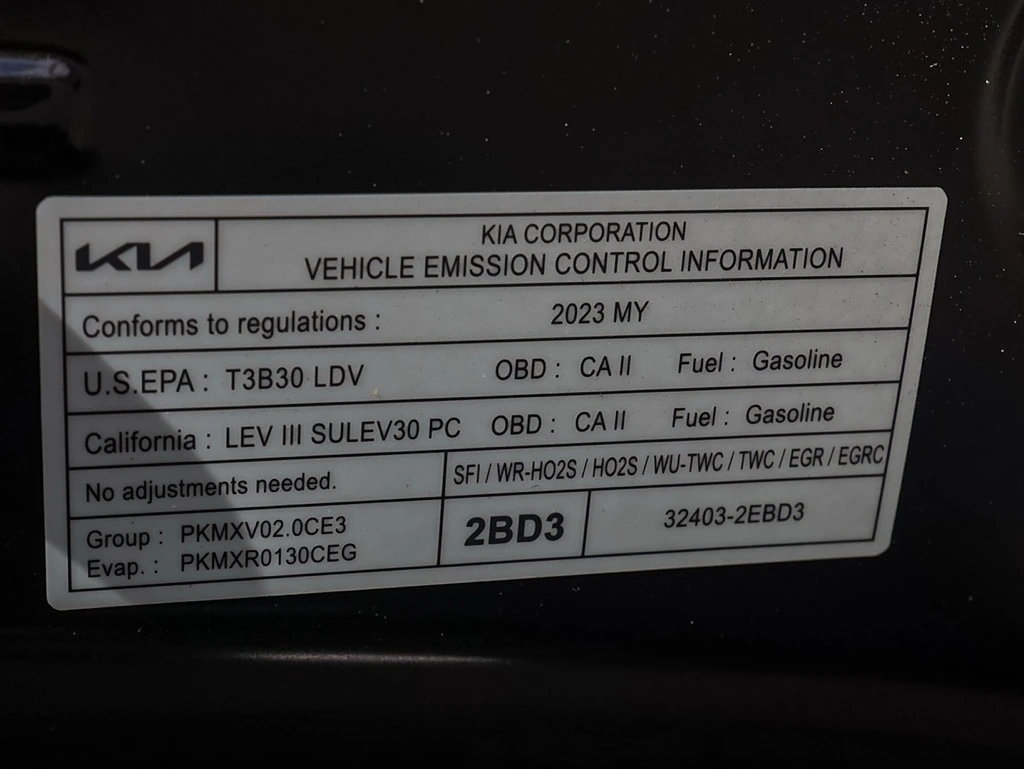 KIA
KIA CORPORATION
VEHICLE EMISSION CONTROL INFORMATION
Conforms to regulations : 2023 MY
U.S.EPA : T3B30 LDV OBD : CA II Fuel : Gasoline
California : LEV III SULEV30 PC OBD : CA II Fuel : Gasoline
No adjustments needed. SFI / WR-HO2S / HO2S / WU-TWC / TWC / EGR / EGRC
Group : PKMXV02.0CE3
Evap. : PKMXR0130CEG
2BD3
32403-2EBD3